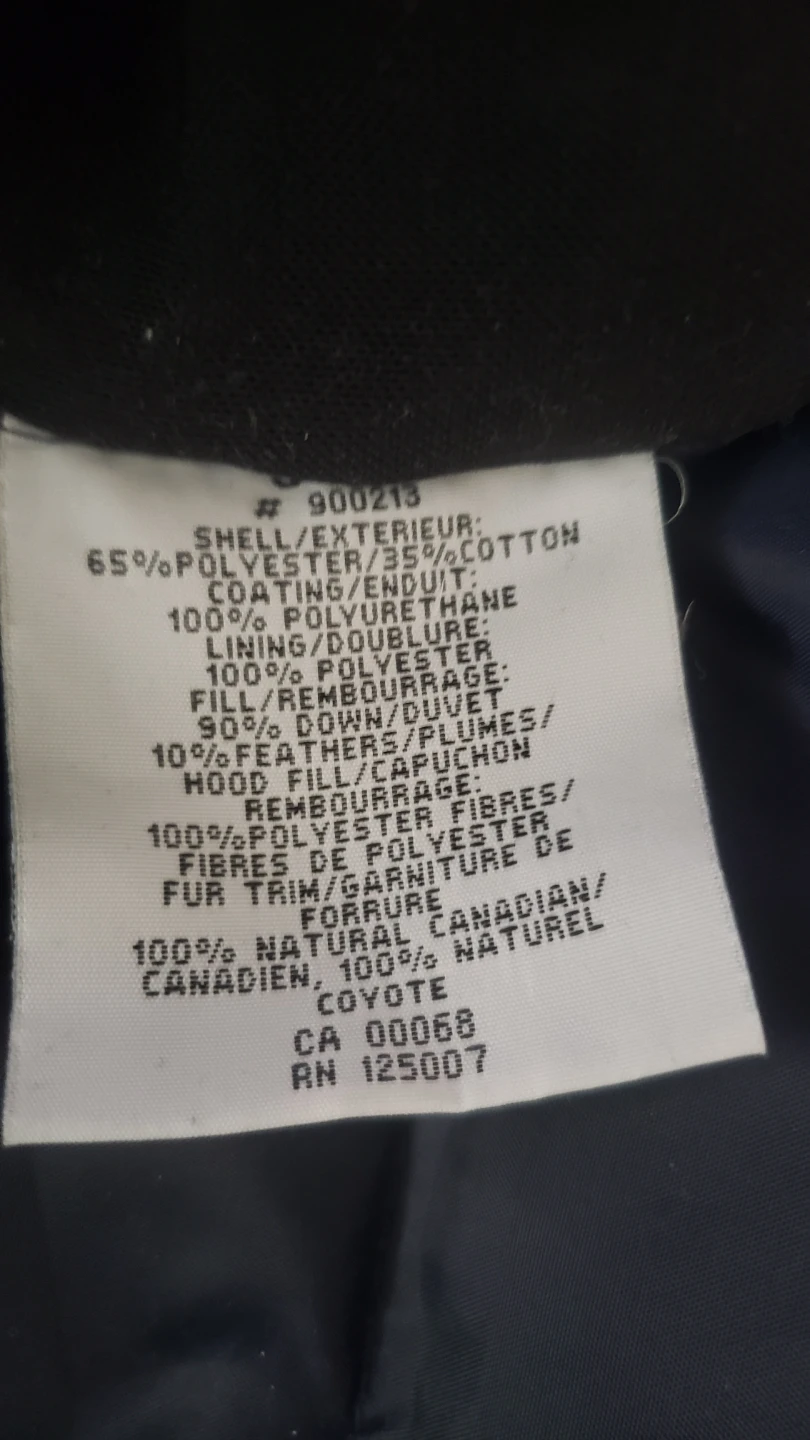 # 900213
SHELL/EXTERIEUR:
65%POLYESTER/35%COTTON
COATING/ENDUIT:
100% POLYURETHANE
LINING/DOUBLURE:
100% POLYESTER
FILL/REMBOURRAGE:
90% DOWN/DUVET
10%FEATHERS/PLUMES/
HOOD FILL/CAPUCHON
REMBOURRAGE:
100%POLYESTER FIBRES/
FIBRES DE POLYESTER
FUR TRIM/GARNITURE DE
FORRURE
100% NATURAL CANADIAN/
CANADIEN, 100% NATUREL
COYOTE
CA 00068
RN 125007